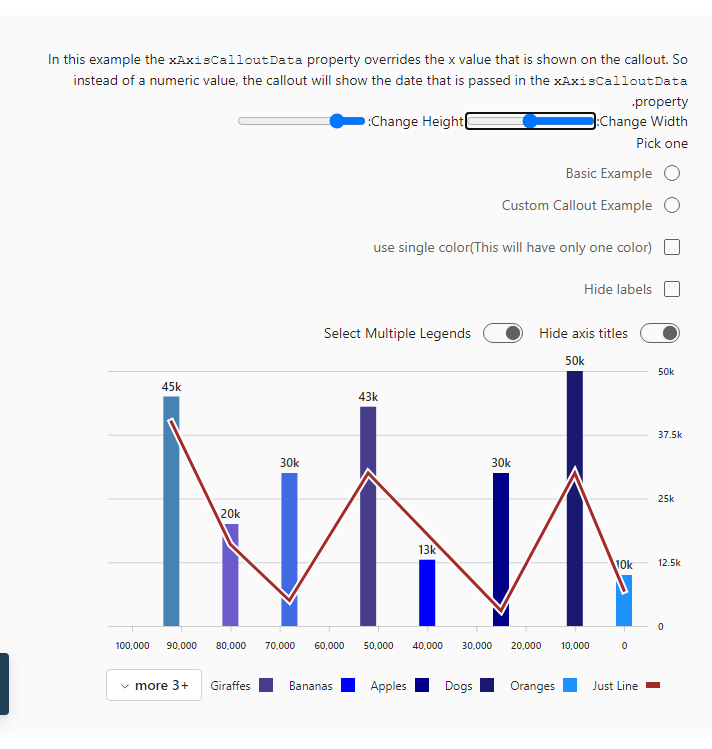 In this example the xAxisCalloutData property overrides the x value that is shown on the callout. So
instead of a numeric value, the callout will show the date that is passed in the xAxisCalloutData
.property
:Change Height :Change Width
Pick one
Basic Example
Custom Callout Example
use single color(This will have only one color)
Hide labels
Select Multiple Legends Hide axis titles
50k
45k
50k
43k
37.5k
30k
30k
25k
20k
13k
12.5k
10k
0
100,000 90,000 80,000 70,000 60,000 50,000 40,000 30,000 20,000 10,000 0
more 3+ Giraffes Bananas Apples Dogs Oranges Just Line